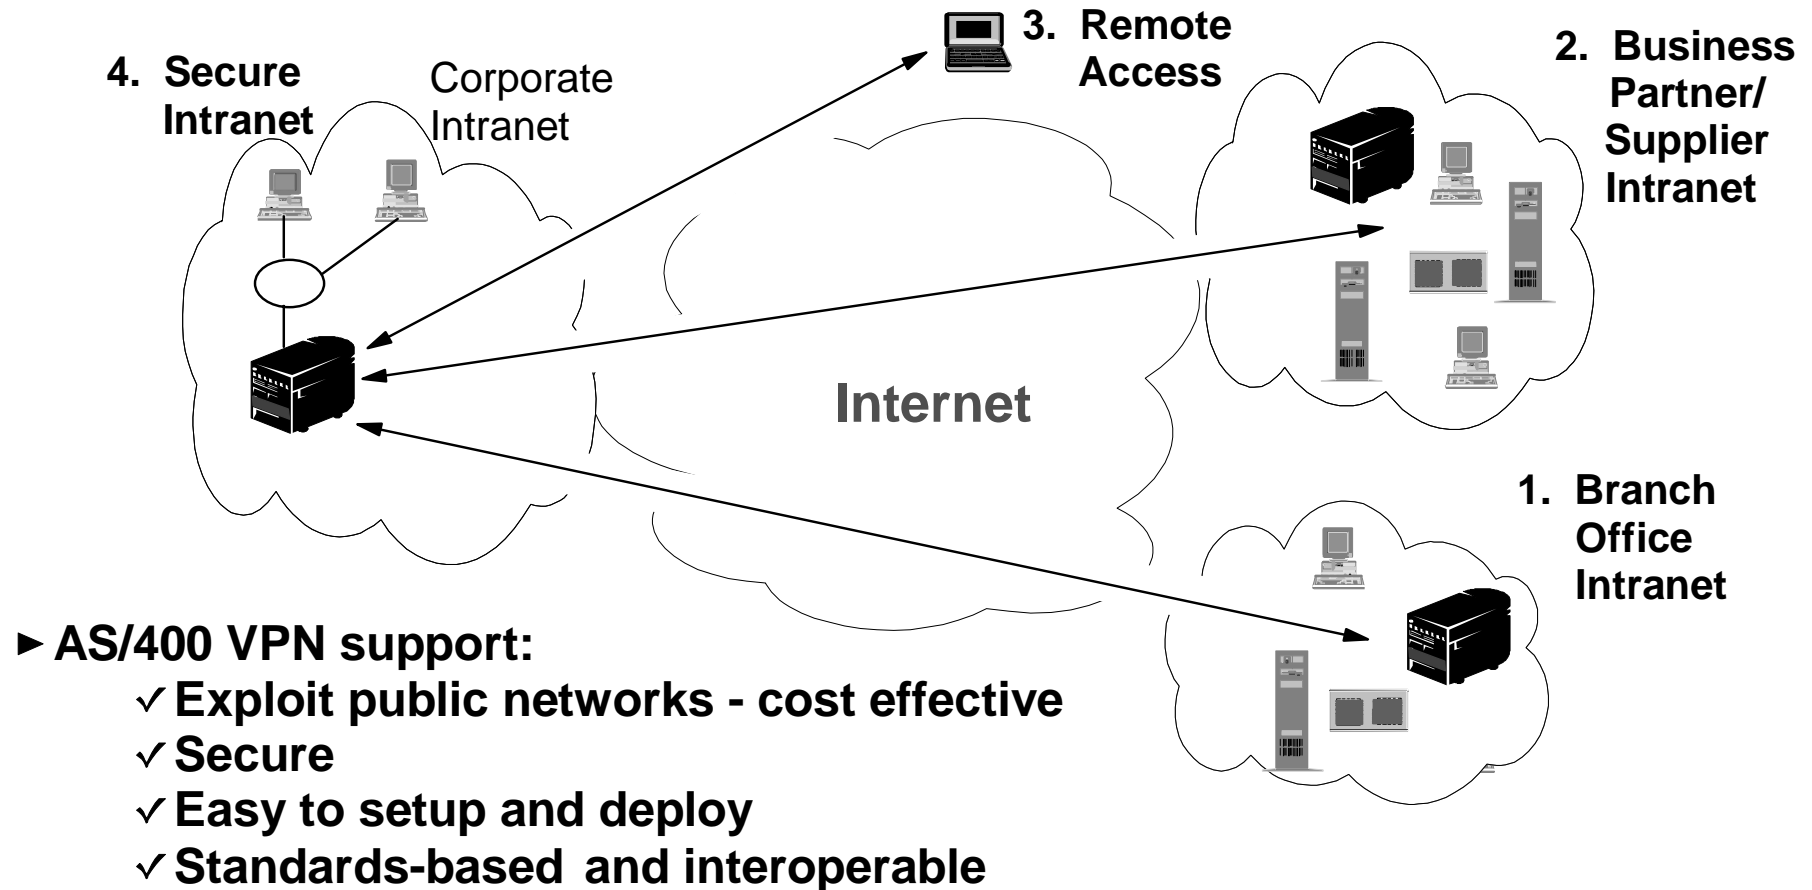 3. Remote
Access
2. Business
Partner/
Supplier
Intranet
4. Secure
Intranet
Corporate
Intranet
Internet
1. Branch
Office
Intranet
► AS/400 VPN support:
✓ Exploit public networks - cost effective
✓ Secure
✓ Easy to setup and deploy
✓ Standards-based and interoperable